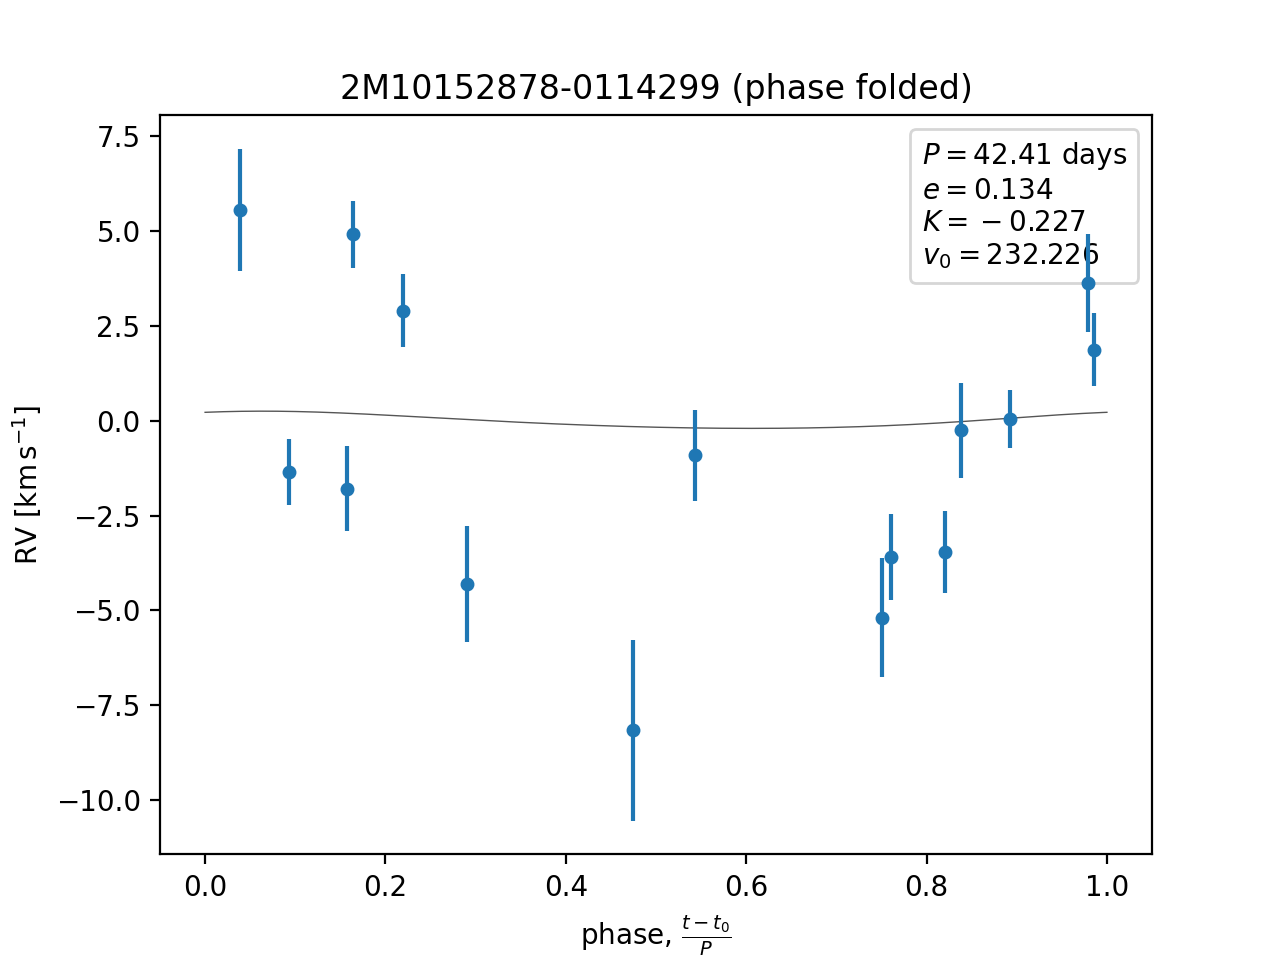 2M10152878-0114299 (phase folded)
P = 42.41 days
e = 0.134
K = −0.227
v₀ = 232.226
7.5
5.0
2.5
0.0
−2.5
−5.0
−7.5
−10.0
RV [km s⁻¹]
0.0 0.2 0.4 0.6 0.8 1.0
phase, (t − t₀)/P